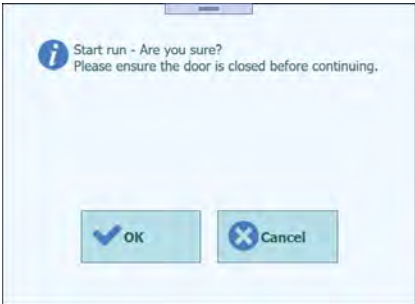 Start run - Are you sure?
Please ensure the door is closed before continuing.
OK
Cancel